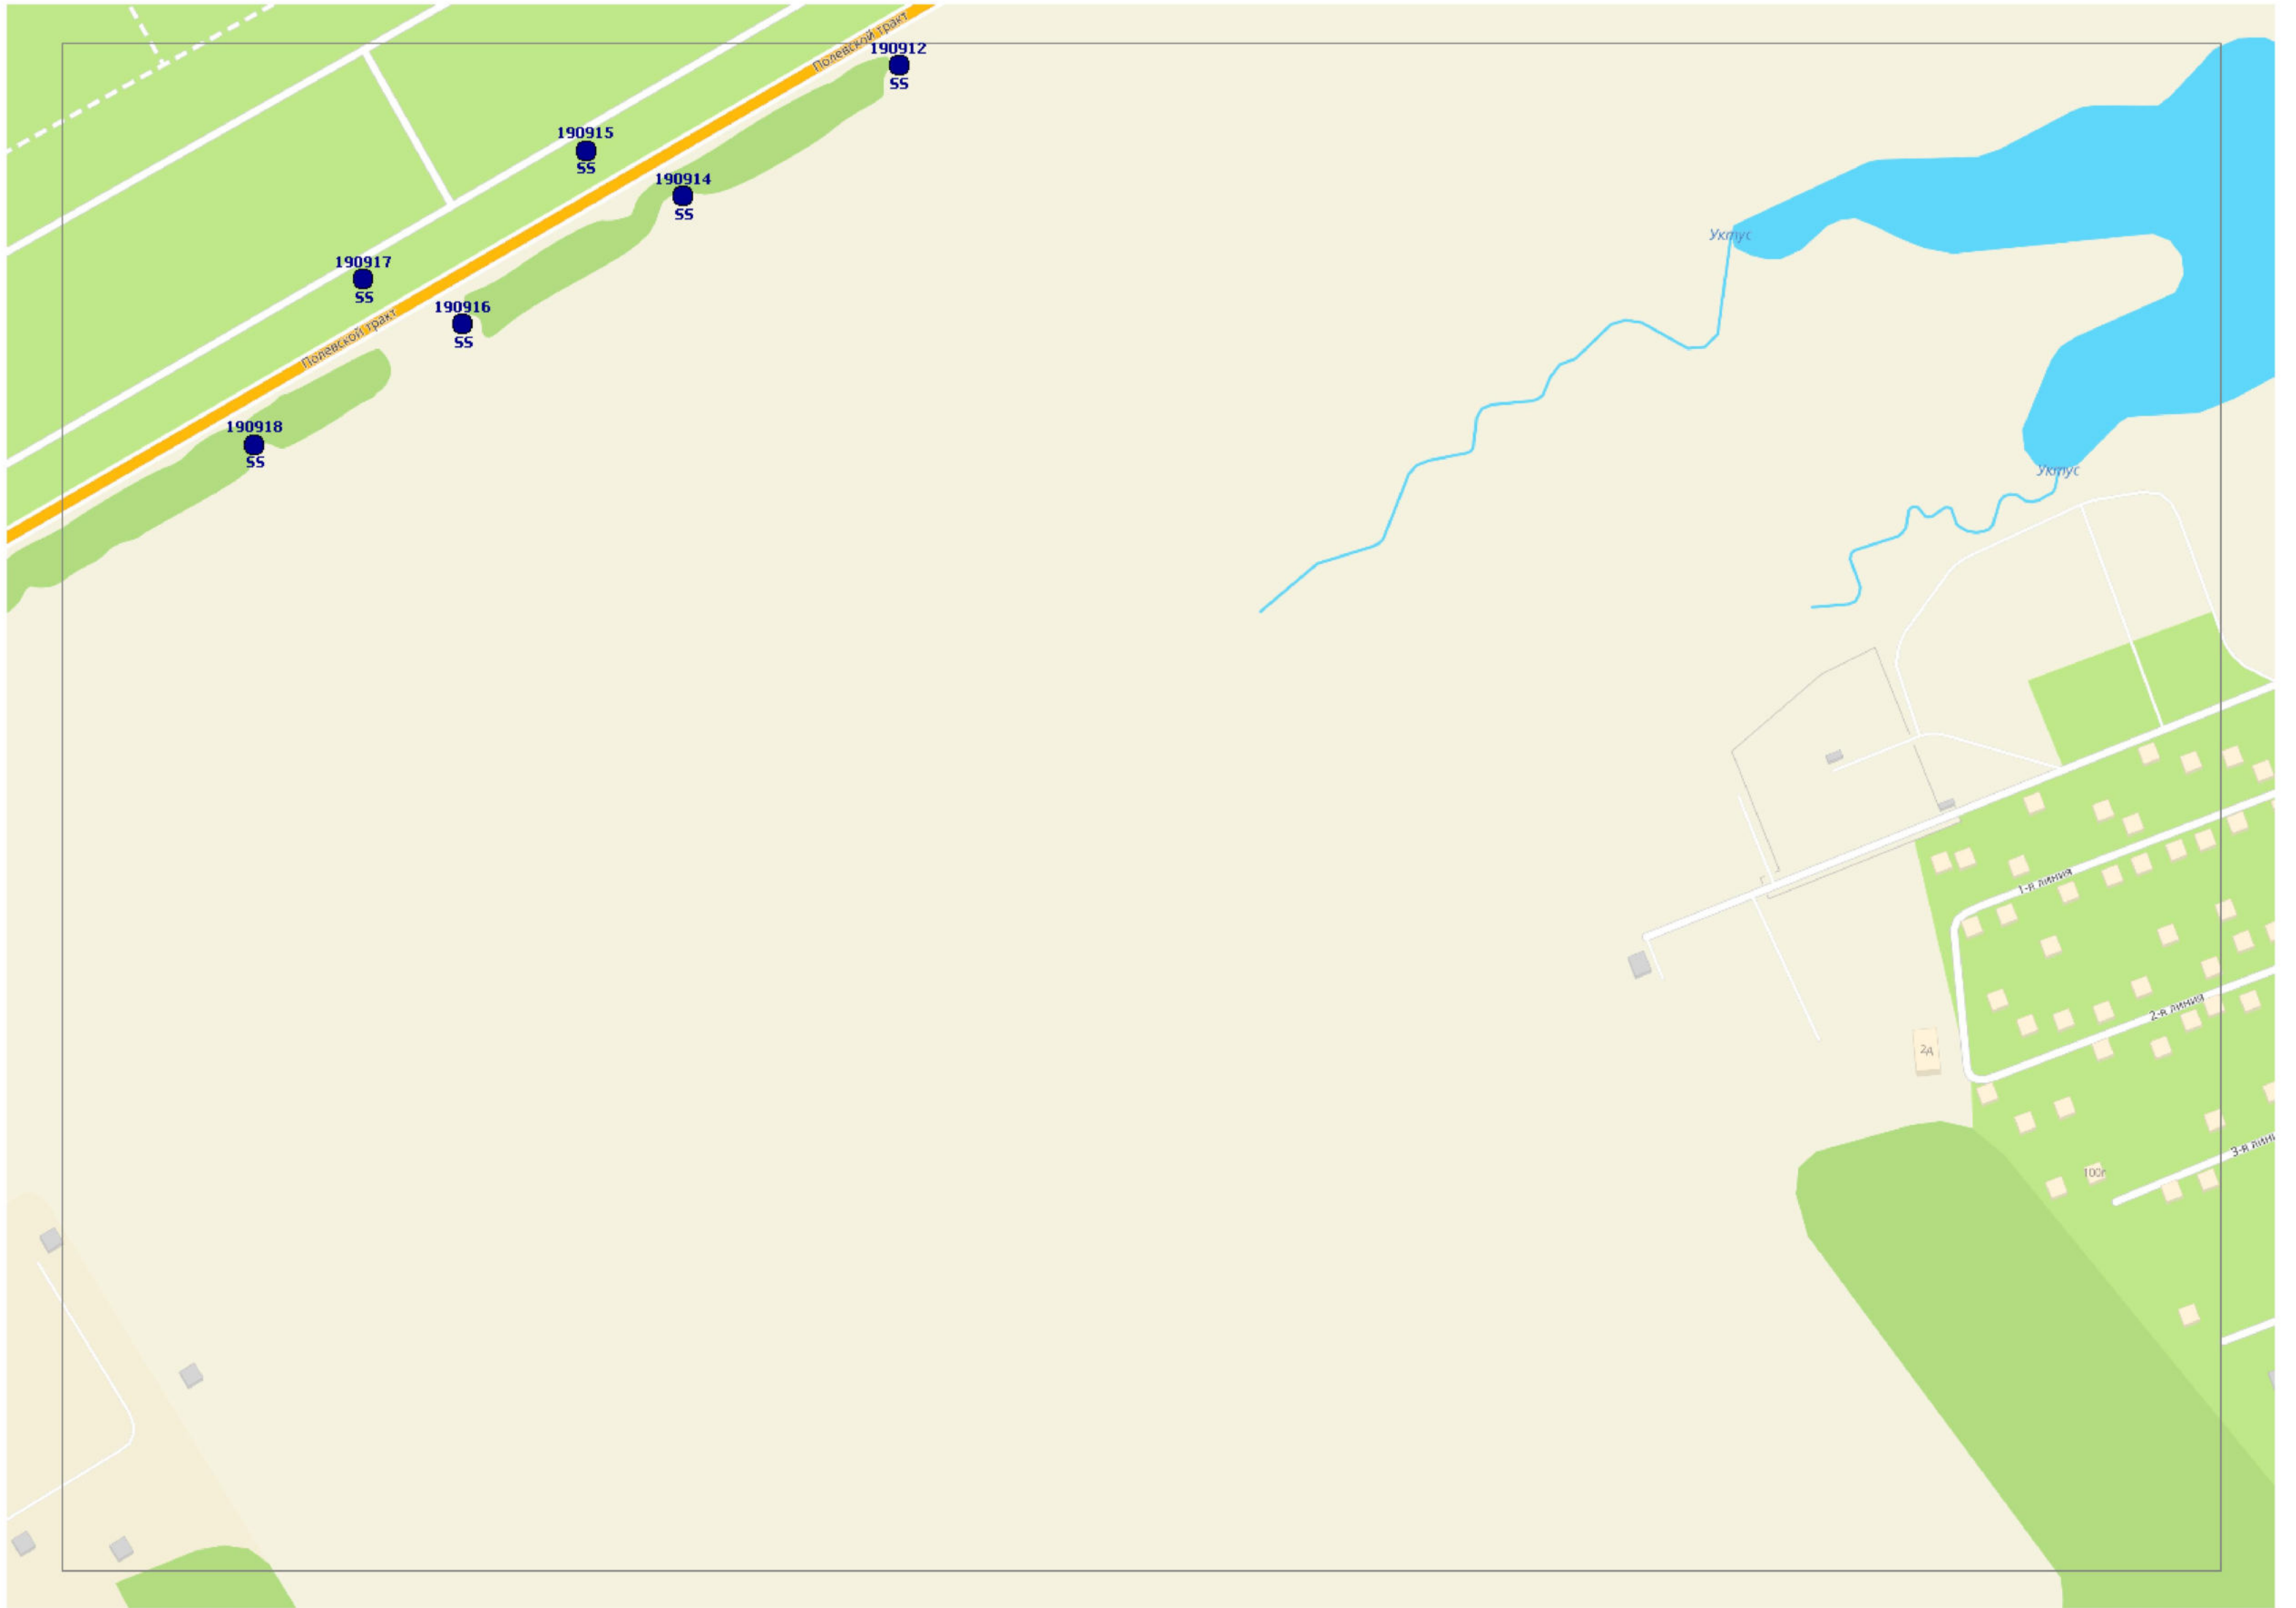 Полевской тракт
190912
SS
190915
SS
190914
SS
Уктус
190917
SS
190916
SS
Полевской тракт
190918
SS
Уктус
1-я линия
2-я линия
2А
3-я лини